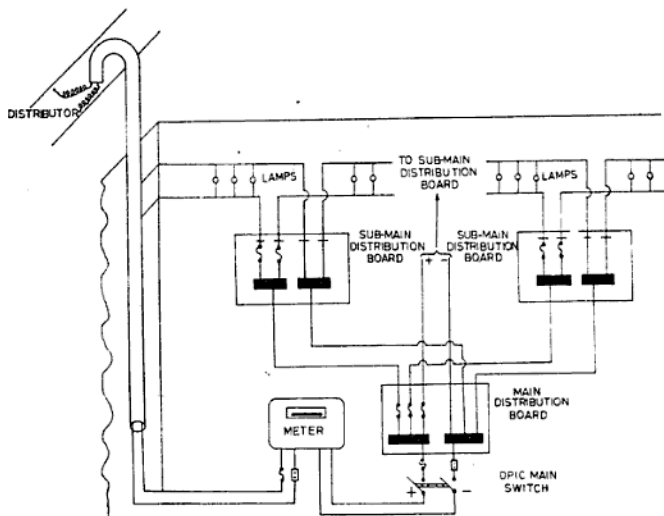 DISTRIBUTOR
LAMPS
TO SUB-MAIN
DISTRIBUTION
BOARD
LAMPS
SUB-MAIN
DISTRIBUTION
BOARD
SUB-MAIN
DISTRIBUTION
BOARD
+ −
MAIN
DISTRIBUTION
BOARD
METER
DPIC MAIN
SWITCH
+ −